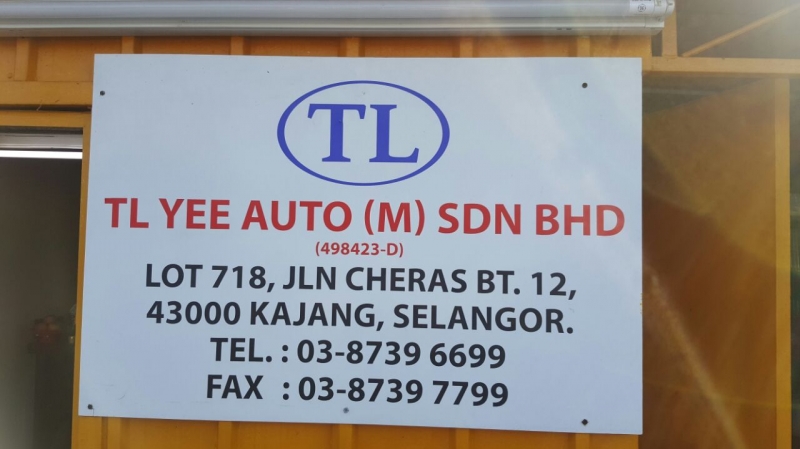 TL
TL YEE AUTO (M) SDN BHD
(498423-D)
LOT 718, JLN CHERAS BT. 12,
43000 KAJANG, SELANGOR.
TEL. : 03-8739 6699
FAX : 03-8739 7799